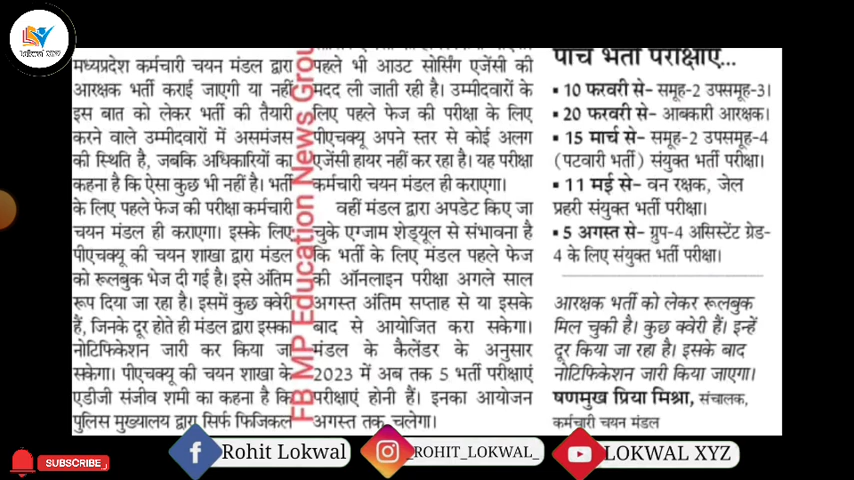 मध्यप्रदेश कर्मचारी चयन मंडल द्वारा
आरक्षक भर्ती कराई जाएगी या नहीं
इस बात को लेकर भर्ती की तैयारी
करने वाले उम्मीदवारों में असमंजस
की स्थिति है, जबकि अधिकारियों का
कहना है कि ऐसा कुछ भी नहीं है। भर्ती
के लिए पहले फेज की परीक्षा कर्मचारी
चयन मंडल ही कराएगा। इसके लिए
पीएचक्यू की चयन शाखा द्वारा मंडल
को रूलबुक भेज दी गई है। इसे अंतिम
रूप दिया जा रहा है। इसमें कुछ क्वेरी
हैं, जिनके दूर होते ही मंडल द्वारा इसका
नोटिफिकेशन जारी कर किया जा
सकेगा। पीएचक्यू की चयन शाखा के
एडीजी संजीव शमी का कहना है कि
पुलिस मुख्यालय द्वारा सिर्फ फिजिकल
FB MP Education News Grou
पहले भी आउट सोर्सिंग एजेंसी की
मदद ली जाती रही है। उम्मीदवारों के
लिए पहले फेज की परीक्षा के लिए
पीएचक्यू अपने स्तर से कोई अलग
एजेंसी हायर नहीं कर रहा है। यह परीक्षा
कर्मचारी चयन मंडल ही कराएगा।
वहीं मंडल द्वारा अपडेट किए जा
चुके एग्जाम शेड्यूल से संभावना है
कि भर्ती के लिए मंडल पहले फेज
की ऑनलाइन परीक्षा अगले साल
अगस्त अंतिम सप्ताह से या इसके
बाद से आयोजित करा सकेगा।
मंडल के कैलेंडर के अनुसार
2023 में अब तक 5 भर्ती परीक्षाएं
परीक्षाएं होनी हैं। इनका आयोजन
अगस्त तक चलेगा।
पांच भर्ती परीक्षाएं...
▪ 10 फरवरी से- समूह-2 उपसमूह-3।
▪ 20 फरवरी से- आबकारी आरक्षक।
▪ 15 मार्च से- समूह-2 उपसमूह-4
(पटवारी भर्ती) संयुक्त भर्ती परीक्षा।
▪ 11 मई से- वन रक्षक, जेल
प्रहरी संयुक्त भर्ती परीक्षा।
▪ 5 अगस्त से- ग्रुप-4 असिस्टेंट ग्रेड-
4 के लिए संयुक्त भर्ती परीक्षा।
आरक्षक भर्ती को लेकर रूलबुक
मिल चुकी है। कुछ क्वेरी हैं। इन्हें
दूर किया जा रहा है। इसके बाद
नोटिफिकेशन जारी किया जाएगा।
षणमुख प्रिया मिश्रा, संचालक,
कर्मचारी चयन मंडल
SUBSCRIBE
Rohit Lokwal
_ROHIT_LOKWAL_
LOKWAL XYZ